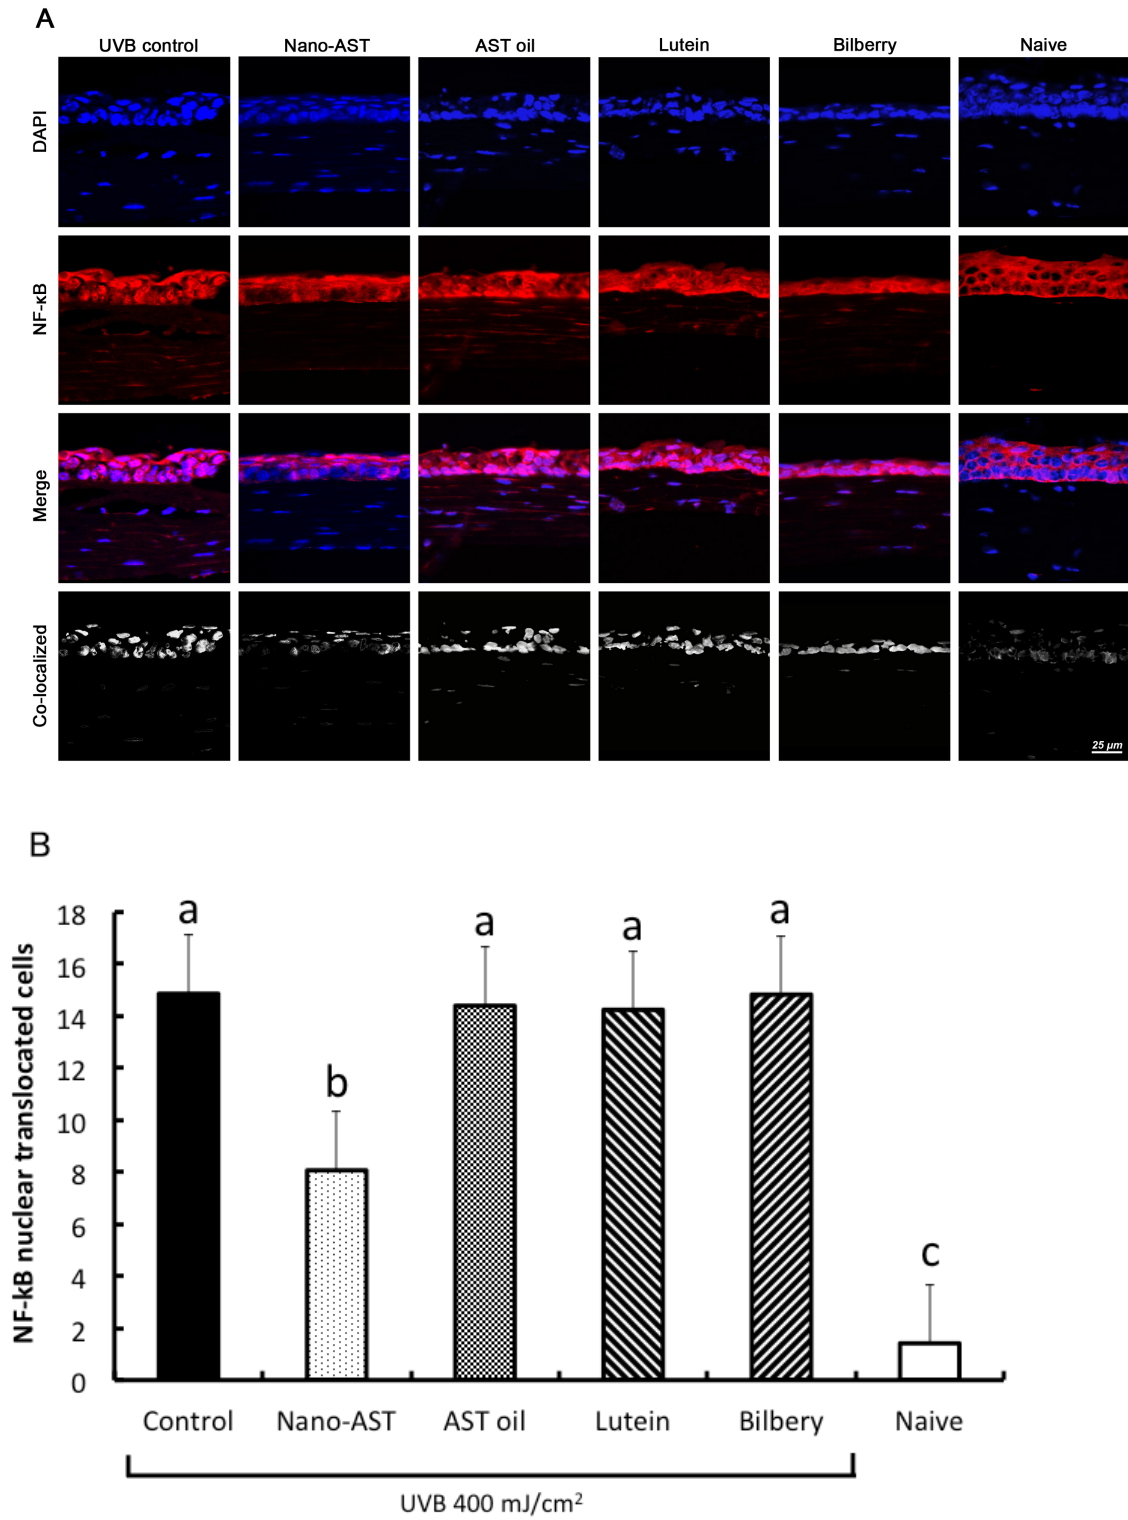 A
UVB control Nano-AST AST oil Lutein Bilberry Naive
DAPI
NF-κB
Merge
Co-localized
25 µm
B
NF-kB nuclear translocated cells
18
16
14
12
10
8
6
4
2
0
a
b
a
a
a
c
Control Nano-AST AST oil Lutein Bilbery Naive
UVB 400 mJ/cm²